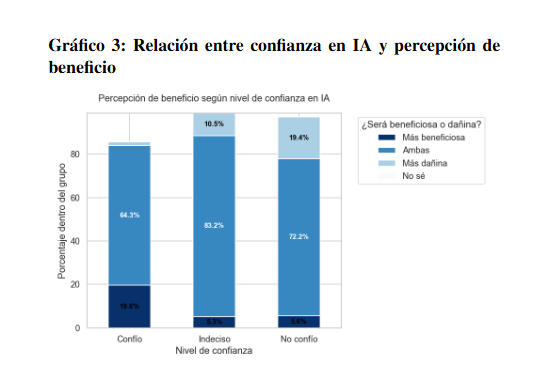 Gráfico 3: Relación entre confianza en IA y percepción de
beneficio
Percepción de beneficio según nivel de confianza en IA
¿Será beneficiosa o dañina?
Más beneficiosa
Ambas
Más dañina
No sé
Porcentaje dentro del grupo
80
60
40
20
0
10.5%
19.4%
64.3%
83.2%
72.2%
5.3%
Confío
Indeciso
No confío
Nivel de confianza